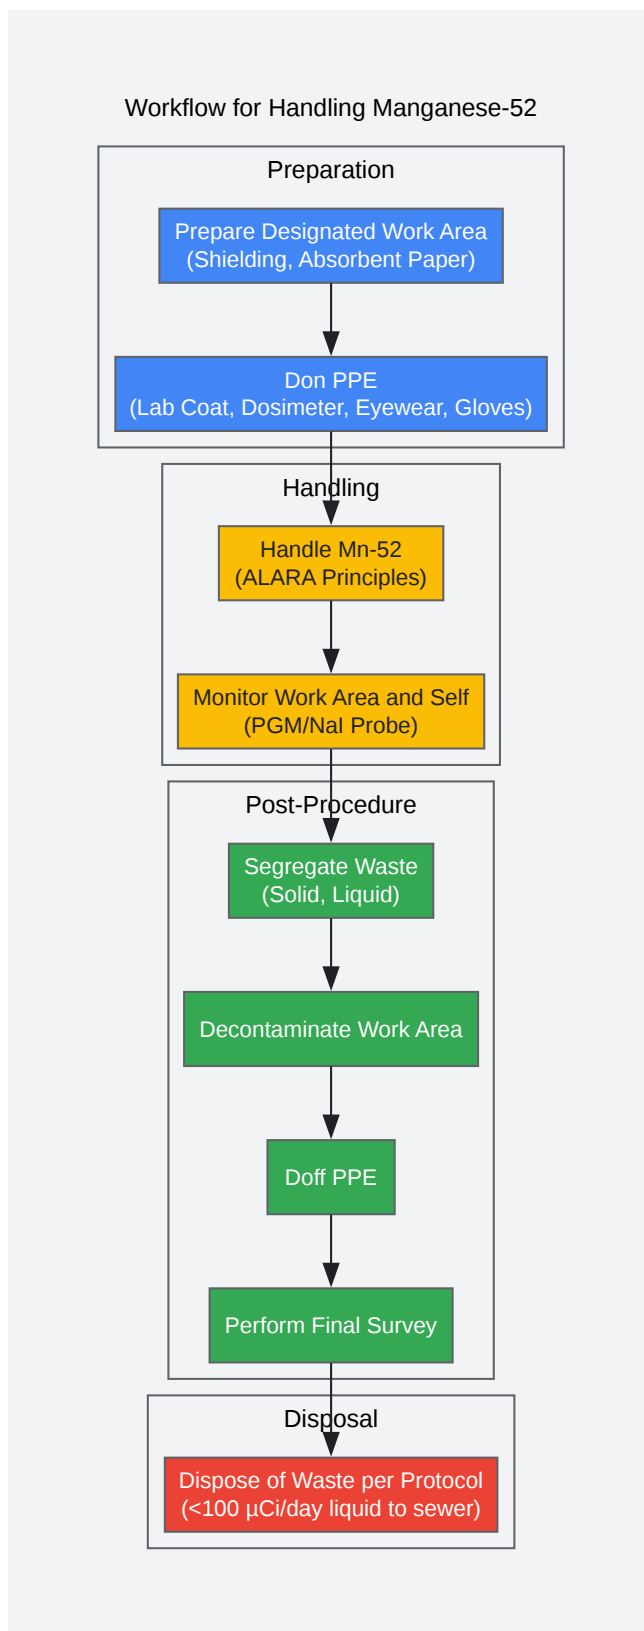 Workflow for Handling Manganese-52
Preparation
Prepare Designated Work Area
(Shielding, Absorbent Paper)
Don PPE
(Lab Coat, Dosimeter, Eyewear, Gloves)
Handling
Handle Mn-52
(ALARA Principles)
Monitor Work Area and Self
(PGM/NaI Probe)
Post-Procedure
Segregate Waste
(Solid, Liquid)
Decontaminate Work Area
Doff PPE
Perform Final Survey
Disposal
Dispose of Waste per Protocol
(<100 µCi/day liquid to sewer)